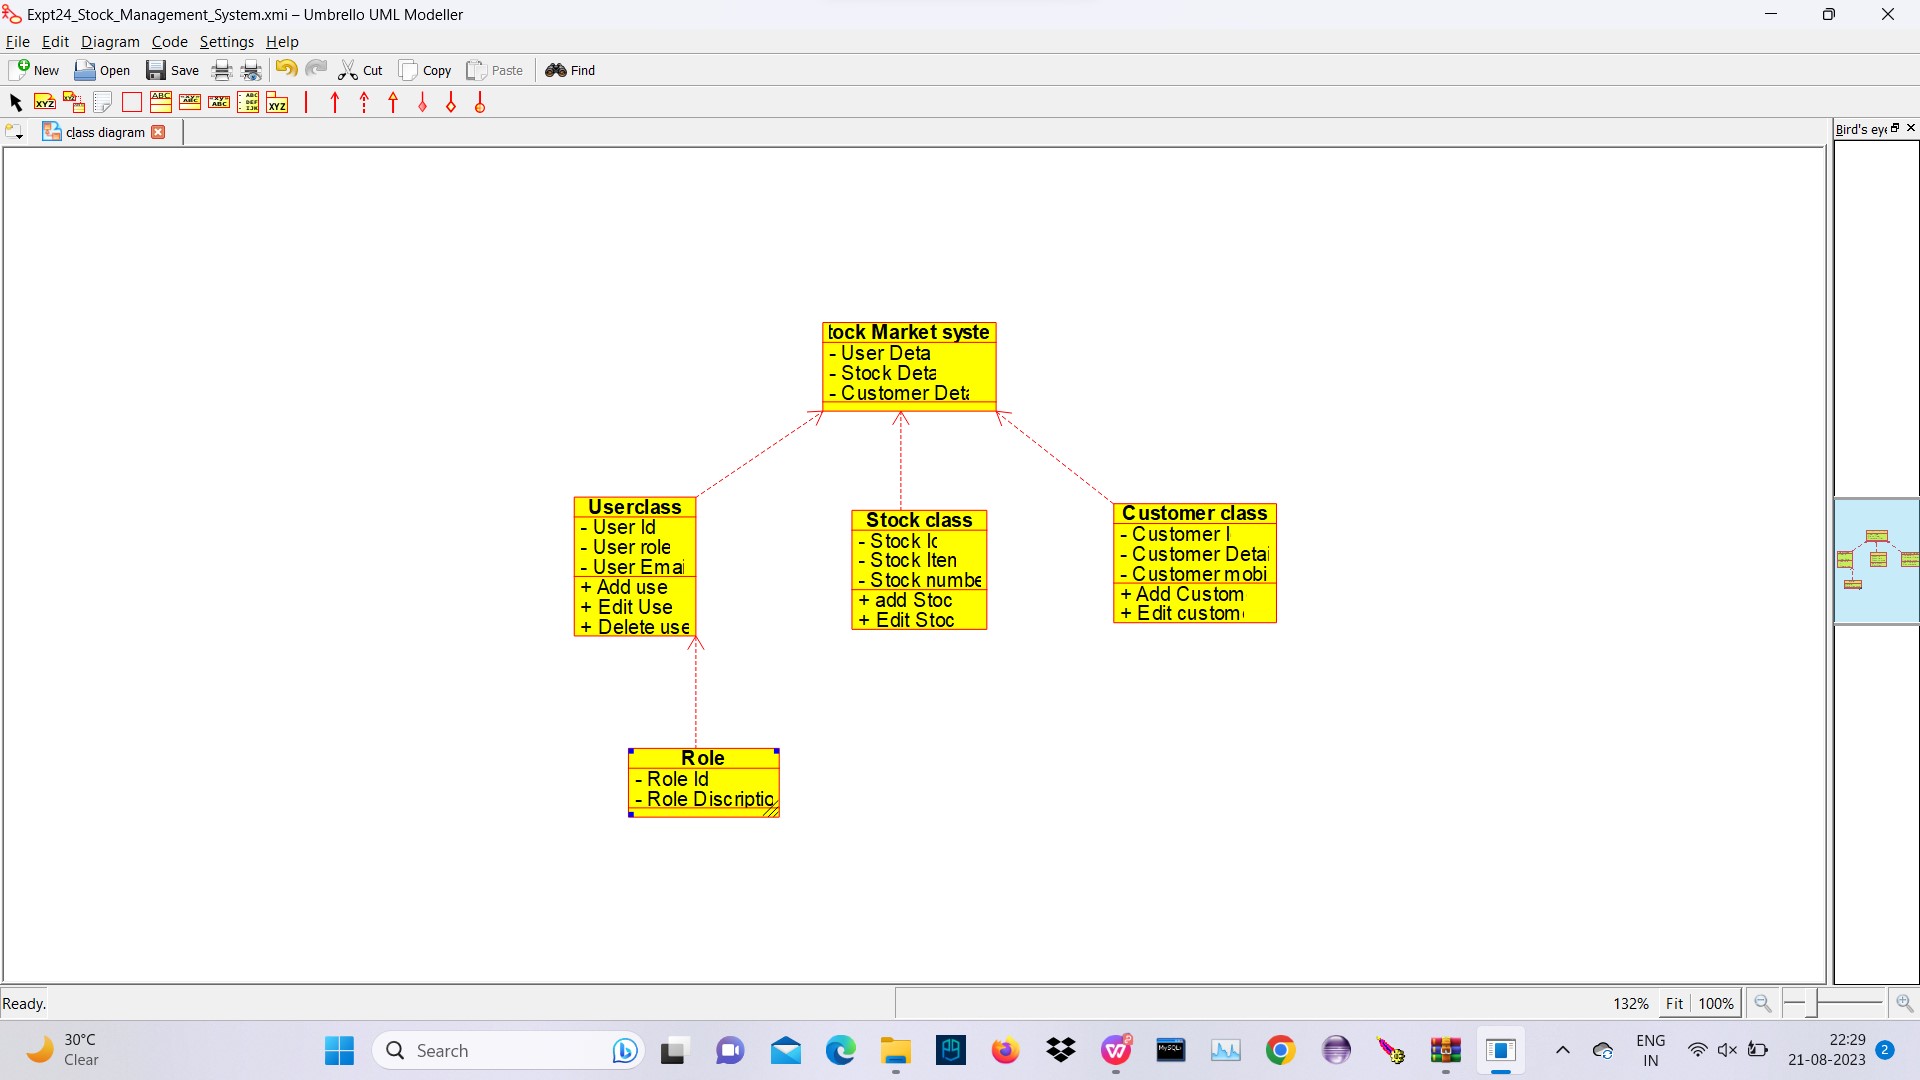 Expt24_Stock_Management_System.xmi – Umbrello UML Modeller
File Edit Diagram Code Settings Help
New Open Save Cut Copy Paste Find
class diagram
Bird's eye
tock Market syste
- User Deta
- Stock Deta
- Customer Deta
Userclass
- User Id
- User role
- User Emai
+ Add use
+ Edit Use
+ Delete use
Stock class
- Stock Ic
- Stock Iten
- Stock numbe
+ add Stoc
+ Edit Stoc
Customer class
- Customer I
- Customer Detai
- Customer mobi
+ Add Custom
+ Edit custom
Role
- Role Id
- Role Discriptio
Ready.
132% Fit 100%
30°C
Clear
Search
ENG
IN
22:29
21-08-2023
2